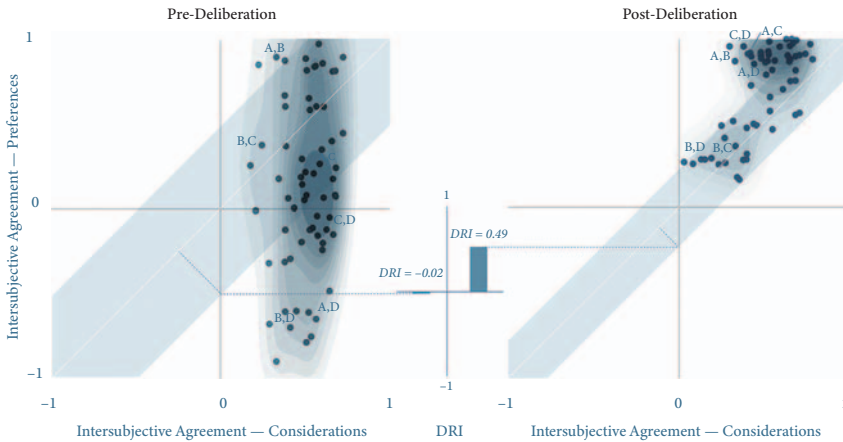 Pre-Deliberation
Post-Deliberation
Intersubjective Agreement — Preferences
1
0
−1
A,B
B,C
C
C,D
A,D
B,D
−1 0 1
Intersubjective Agreement — Considerations
1
DRI = −0.02
DRI = 0.49
−1
DRI
C,D
A,C
A,B
A,D
B,D
B,C
−1 0
Intersubjective Agreement — Considerations